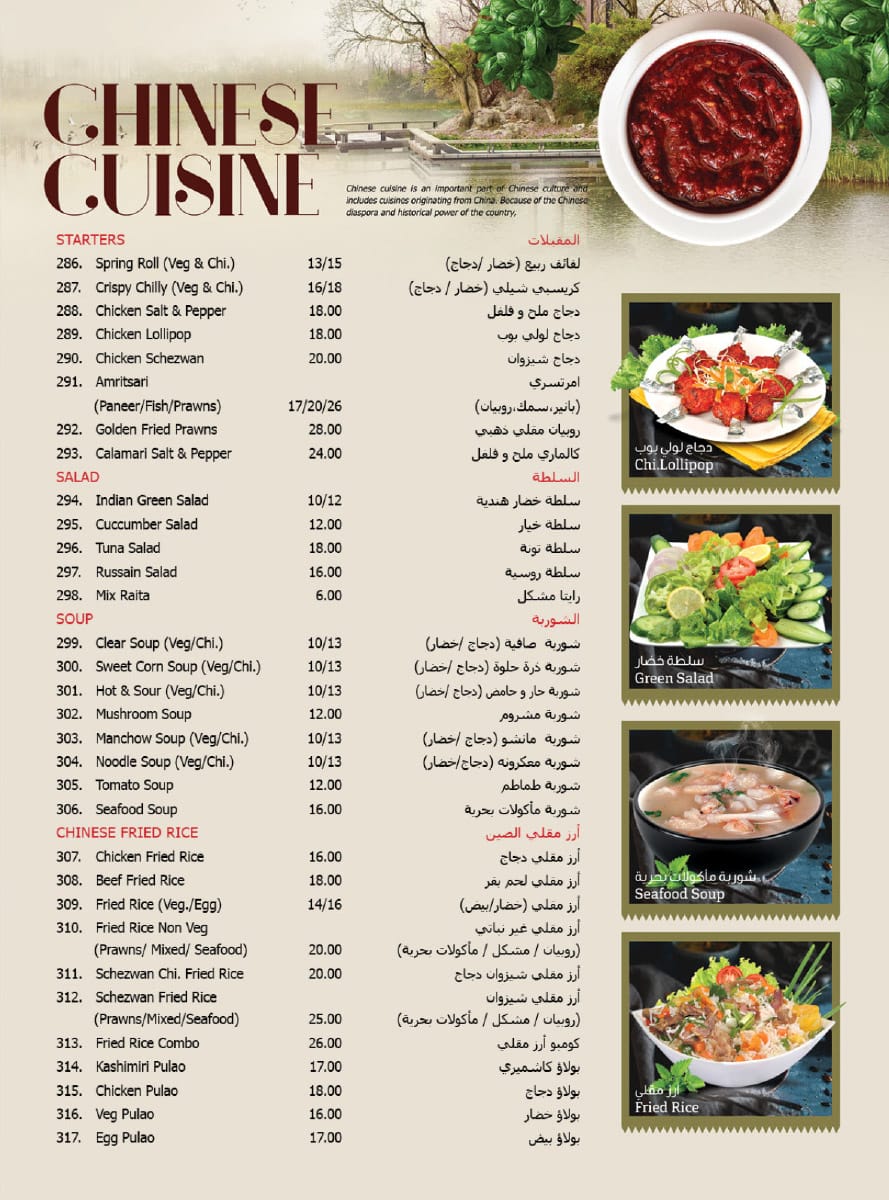 CHINESE
CUISINE
Chinese cuisine is an important part of Chinese culture and
includes cuisines originating from China. Because of the Chinese
diaspora and historical power of the country,
STARTERS المقبلات
286. Spring Roll (Veg & Chi.) 13/15 لفائف ربيع (خضار /دجاج)
287. Crispy Chilly (Veg & Chi.) 16/18 كريسبي شيلي (خضار / دجاج)
288. Chicken Salt & Pepper 18.00 دجاج ملح و فلفل
289. Chicken Lollipop 18.00 دجاج لولي بوب
290. Chicken Schezwan 20.00 دجاج شيزوان
291. Amritsari امرتسري
(Paneer/Fish/Prawns) 17/20/26 (بانير،سمك،روبيان)
292. Golden Fried Prawns 28.00 روبيان مقلي ذهبي
293. Calamari Salt & Pepper 24.00 كالماري ملح و فلفل
SALAD السلطة
294. Indian Green Salad 10/12 سلطة خضار هندية
295. Cuccumber Salad 12.00 سلطة خيار
296. Tuna Salad 18.00 سلطة تونة
297. Russain Salad 16.00 سلطة روسية
298. Mix Raita 6.00 رايتا مشكل
SOUP الشوربة
299. Clear Soup (Veg/Chi.) 10/13 شوربة صافية (دجاج /خضار)
300. Sweet Corn Soup (Veg/Chi.) 10/13 شوربة ذرة حلوة (دجاج /خضار)
301. Hot & Sour (Veg/Chi.) 10/13 شوربة حار و حامض (دجاج /خضار)
302. Mushroom Soup 12.00 شوربة مشروم
303. Manchow Soup (Veg/Chi.) 10/13 شوربة مانشو (دجاج /خضار)
304. Noodle Soup (Veg/Chi.) 10/13 شوربة معكرونه (دجاج/خضار)
305. Tomato Soup 12.00 شوربة طماطم
306. Seafood Soup 16.00 شوربة مأكولات بحرية
CHINESE FRIED RICE أرز مقلي الصين
307. Chicken Fried Rice 16.00 أرز مقلي دجاج
308. Beef Fried Rice 18.00 أرز مقلي لحم بقر
309. Fried Rice (Veg./Egg) 14/16 أرز مقلي (خضار/بيض)
310. Fried Rice Non Veg أرز مقلي غير نباتي
(Prawns/ Mixed/ Seafood) 20.00 (روبيان / مشكل / مأكولات بحرية)
311. Schezwan Chi. Fried Rice 20.00 أرز مقلي شيزوان دجاج
312. Schezwan Fried Rice أرز مقلي شيزوان
(Prawns/Mixed/Seafood) 25.00 (روبيان / مشكل / مأكولات بحرية)
313. Fried Rice Combo 26.00 كومبو أرز مقلي
314. Kashimiri Pulao 17.00 بولاؤ كاشميري
315. Chicken Pulao 18.00 بولاؤ دجاج
316. Veg Pulao 16.00 بولاؤ خضار
317. Egg Pulao 17.00 بولاؤ بيض
دجاج لولي بوب
Chi.Lollipop
سلطة خضار
Green Salad
شوربة مأكولات بحرية
Seafood Soup
أرز مقلي
Fried Rice